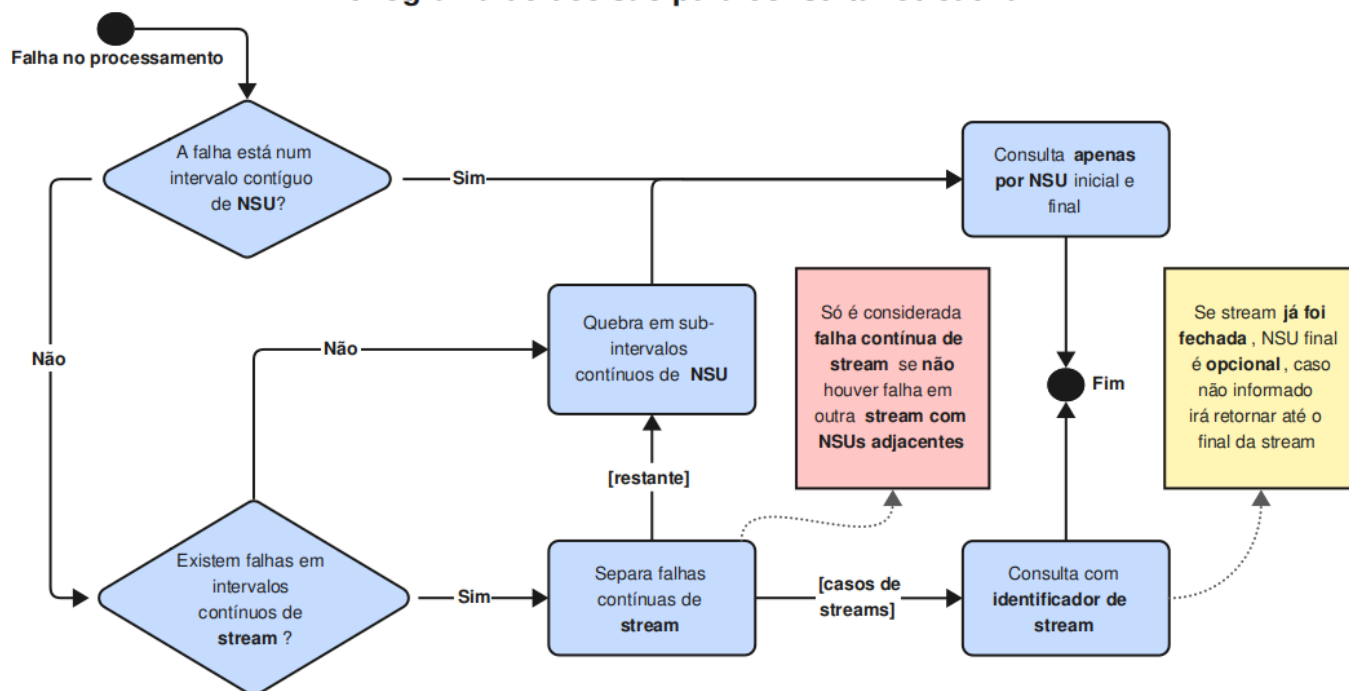 Falha no processamento
A falha está num
intervalo contíguo
de NSU?
Sim
Consulta apenas
por NSU inicial e
final
Não
Não
Quebra em sub-
intervalos
contínuos de NSU
Só é considerada
falha contínua de
stream se não
houver falha em
outra stream com
NSUs adjacentes
Fim
Se stream já foi
fechada , NSU final
é opcional , caso
não informado
irá retornar até o
final da stream
[restante]
Existem falhas em
intervalos
contínuos de
stream ?
Sim
Separa falhas
contínuas de
stream
[casos de
streams]
Consulta com
identificador de
stream